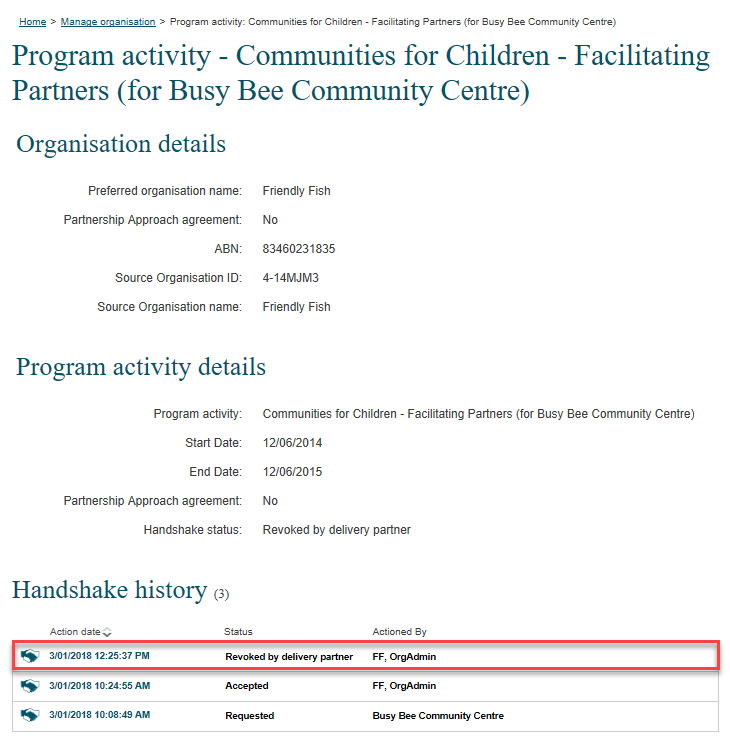 Home > Manage organisation > Program activity: Communities for Children - Facilitating Partners (for Busy Bee Community Centre)
Program activity - Communities for Children - Facilitating
Partners (for Busy Bee Community Centre)
Organisation details
Preferred organisation name: Friendly Fish
Partnership Approach agreement: No
ABN: 83460231835
Source Organisation ID: 4-14MJM3
Source Organisation name: Friendly Fish
Program activity details
Program activity: Communities for Children - Facilitating Partners (for Busy Bee Community Centre)
Start Date: 12/06/2014
End Date: 12/06/2015
Partnership Approach agreement: No
Handshake status: Revoked by delivery partner
Handshake history (3)
Action date Status Actioned By
3/01/2018 12:25:37 PM Revoked by delivery partner FF, OrgAdmin
3/01/2018 10:24:55 AM Accepted FF, OrgAdmin
3/01/2018 10:08:49 AM Requested Busy Bee Community Centre